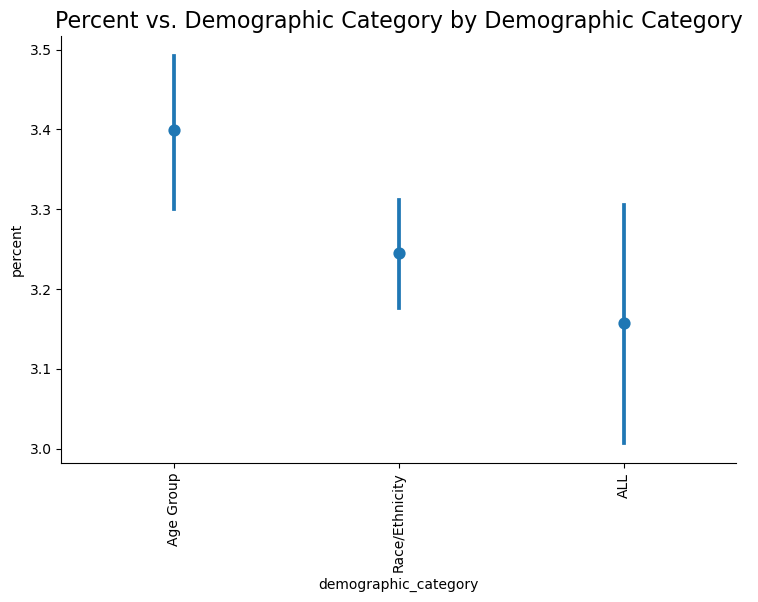 Percent vs. Demographic Category by Demographic Category
3.5
3.4
3.3
3.2
3.1
3.0
percent
Age Group
Race/Ethnicity
ALL
demographic_category